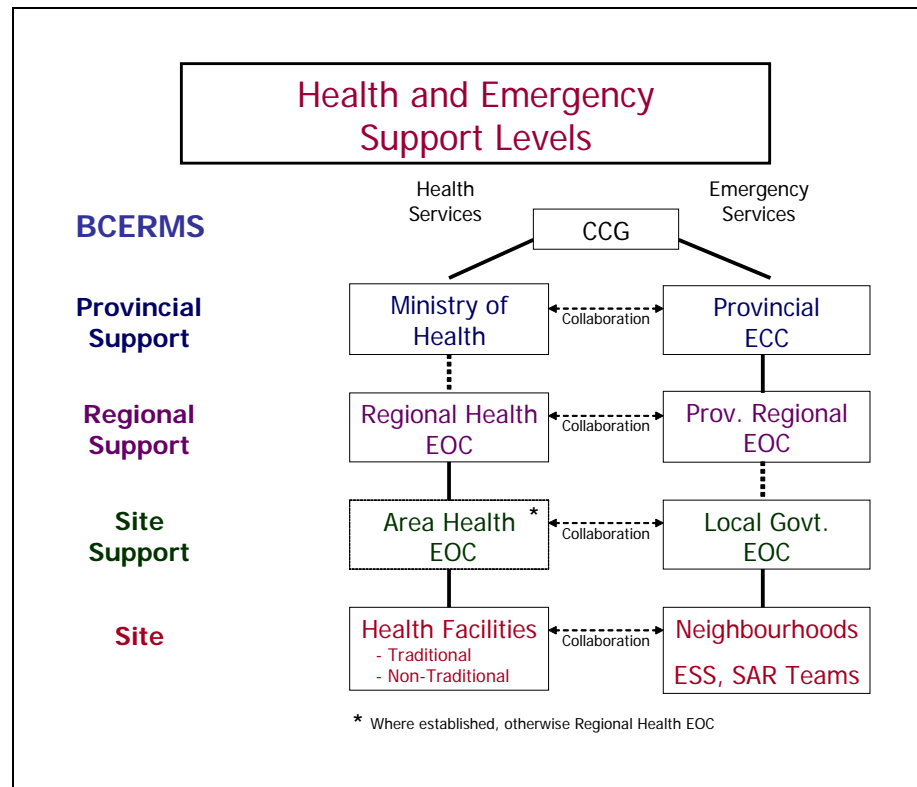 Health and Emergency
Support Levels
Health
Services
Emergency
Services
BCERMS
CCG
Provincial
Support
Ministry of
Health
Collaboration
Provincial
ECC
Regional
Support
Regional Health
EOC
Collaboration
Prov. Regional
EOC
Site
Support
Area Health *
EOC
Collaboration
Local Govt.
EOC
Site
Health Facilities
- Traditional
- Non-Traditional
Collaboration
Neighbourhoods
ESS, SAR Teams
* Where established, otherwise Regional Health EOC